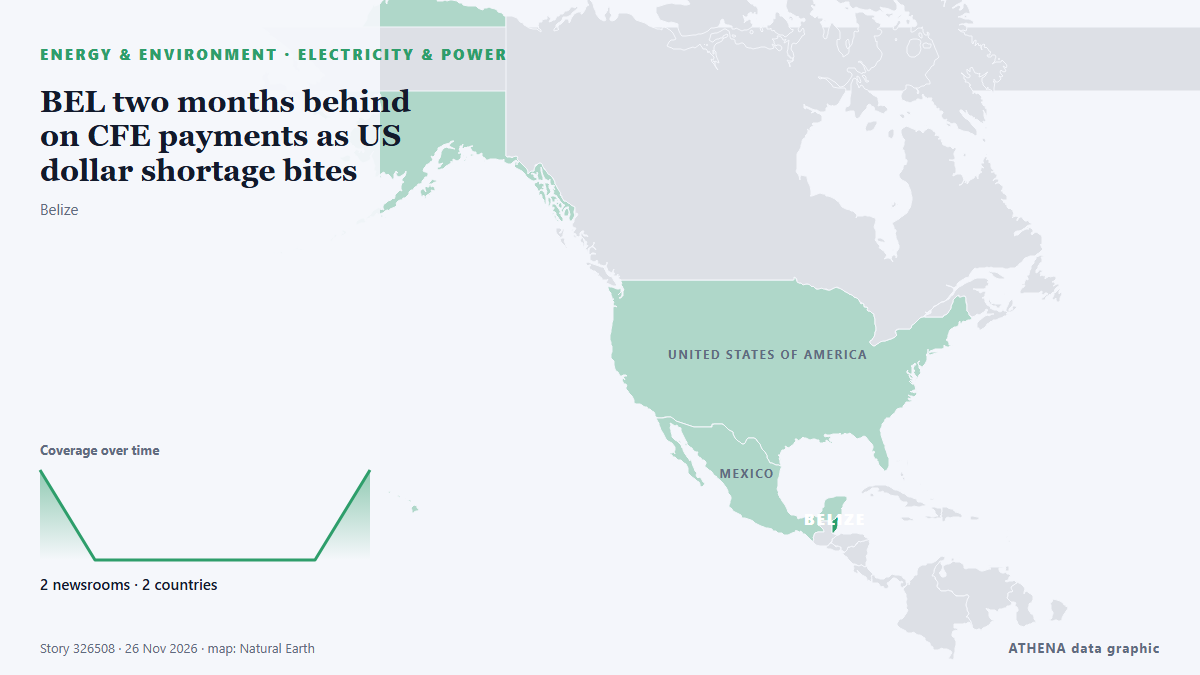 ENERGY & ENVIRONMENT · ELECTRICITY & POWER
BEL two months behind
on CFE payments as US
dollar shortage bites
Belize
UNITED STATES OF AMERICA
MEXICO
BELIZE
Coverage over time
2 newsrooms · 2 countries
Story 326508 · 26 Nov 2026 · map: Natural Earth
ATHENA data graphic